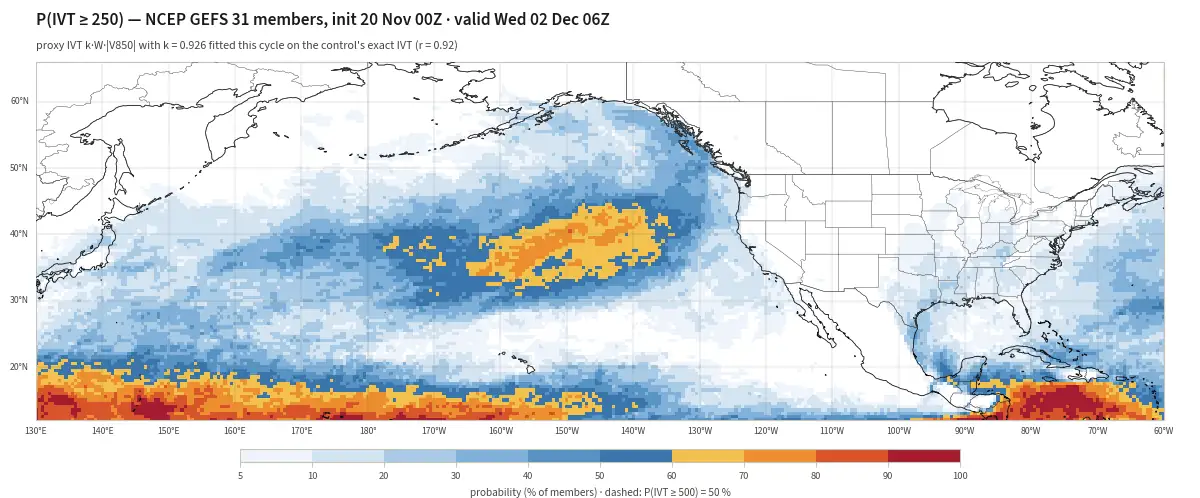 P(IVT ≥ 250) — NCEP GEFS 31 members, init 20 Nov 00Z · valid Wed 02 Dec 06Z
proxy IVT k·W·|V850| with k = 0.926 fitted this cycle on the control's exact IVT (r = 0.92)
60°N
50°N
40°N
30°N
20°N
130°E 140°E 150°E 160°E 170°E 180° 170°W 160°W 150°W 140°W 130°W 120°W 110°W 100°W 90°W 80°W 70°W 60°W
5 10 20 30 40 50 60 70 80 90 100
probability (% of members) · dashed: P(IVT ≥ 500) = 50 %